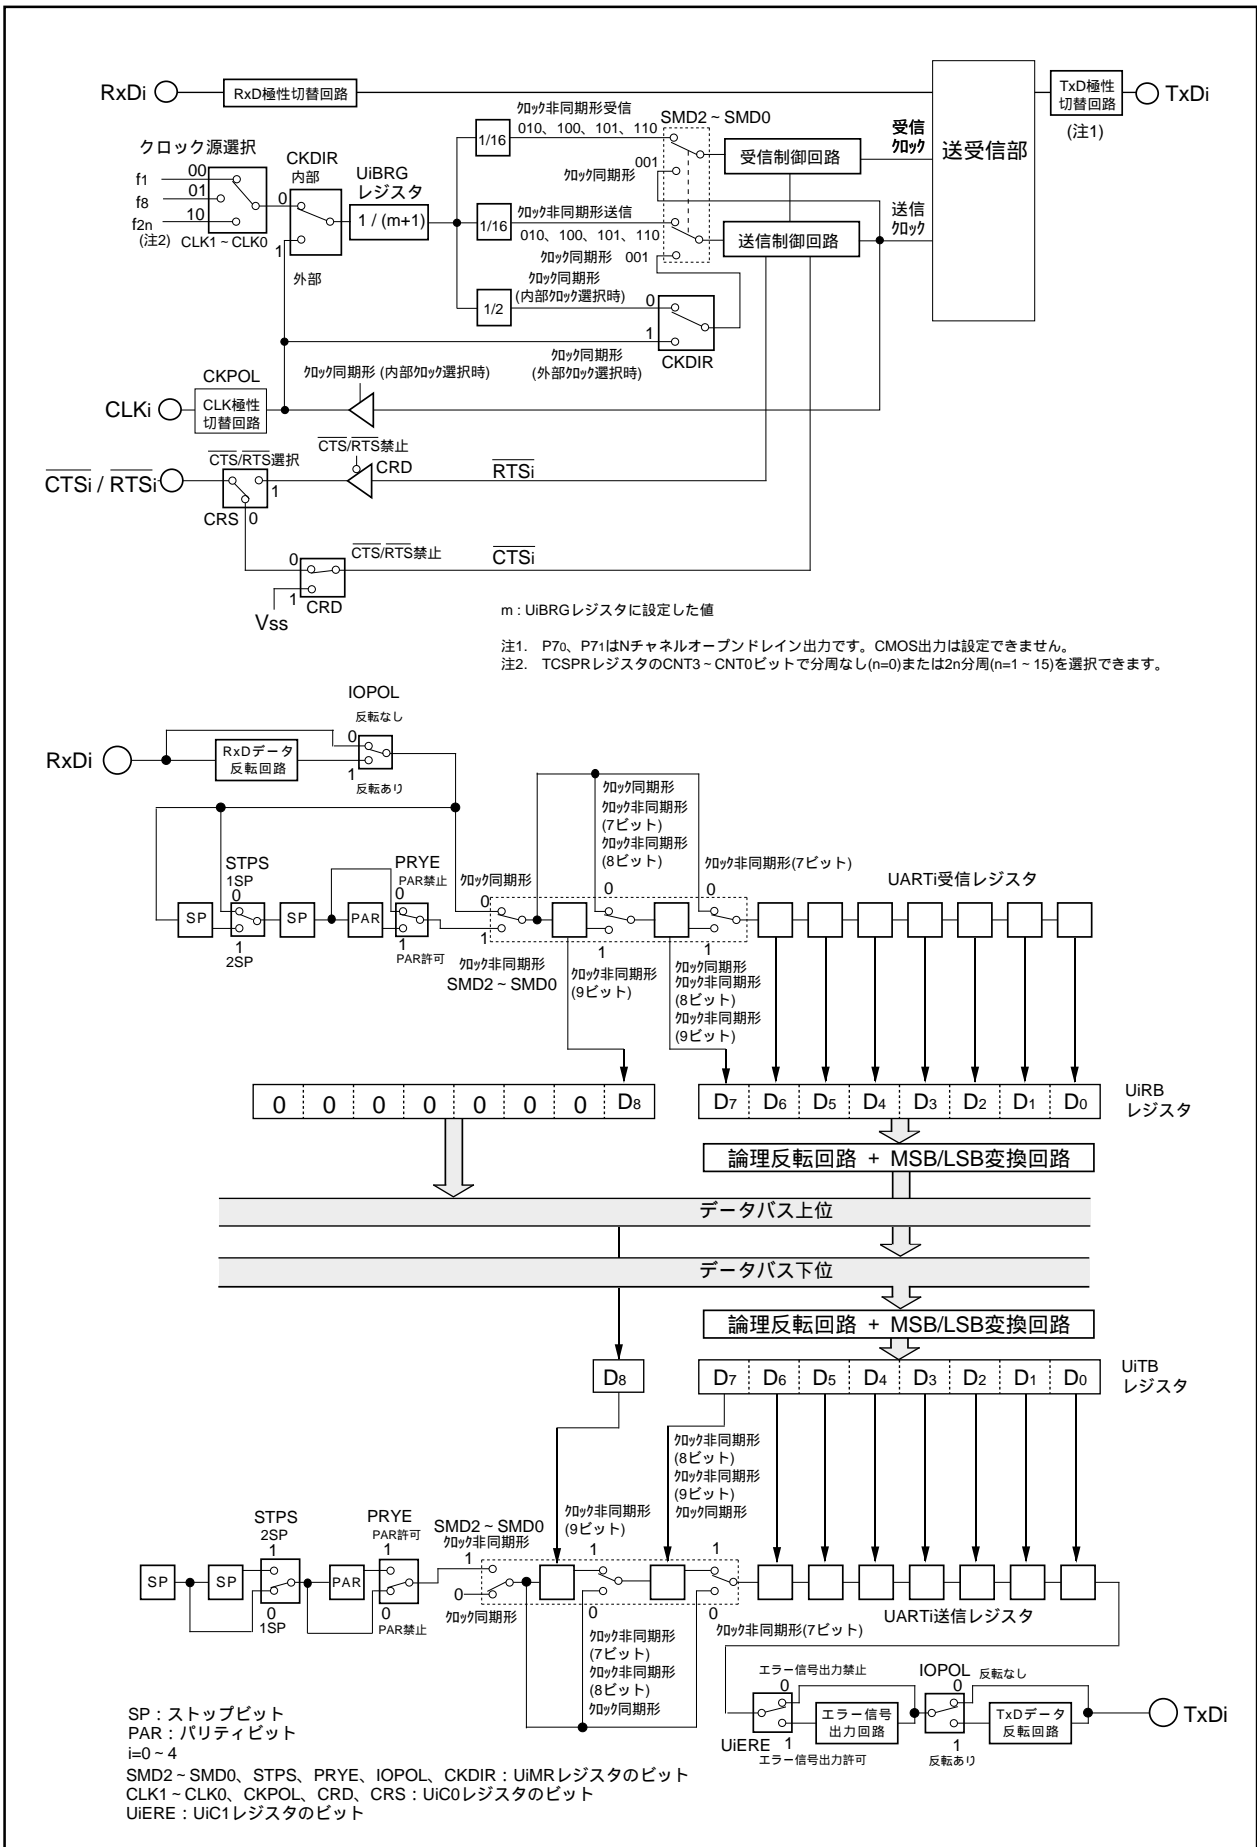 RxDi
RxD極性切替回路
クロック源選択
f1
00
f8
01
f2n
10
(注2)
CLK1~CLK0
CKDIR
内部
0
1
外部
UiBRG
レジスタ
1 / (m+1)
1/16
クロック非同期形受信
010、100、101、110
SMD2~SMD0
001
クロック同期形
受信制御回路
受信
クロック
送受信部
TxD極性
切替回路
(注1)
TxDi
1/16
クロック非同期形送信
010、100、101、110
クロック同期形
001
送信制御回路
送信
クロック
1/2
クロック同期形
(内部クロック選択時)
0
1
CKDIR
クロック同期形
(外部クロック選択時)
CLKi
CKPOL
CLK極性
切替回路
クロック同期形 (内部クロック選択時)
CTSi / RTSi
CTS/RTS選択
1
CRS
0
CTS/RTS禁止
CRD
RTSi
0
1
CTS/RTS禁止
CRD
CTSi
Vss
m : UiBRGレジスタに設定した値
注1. P70、P71はNチャネルオープンドレイン出力です。CMOS出力は設定できません。
注2. TCSPRレジスタのCNT3~CNT0ビットで分周なし(n=0)または2n分周(n=1~15)を選択できます。
RxDi
RxDデータ
反転回路
IOPOL
反転なし
0
1
反転あり
SP
STPS
1SP
0
1
2SP
SP
PAR
PRYE
PAR禁止
0
1
PAR許可
クロック同期形
0
1
クロック非同期形
SMD2~SMD0
クロック同期形
クロック非同期形
(7ビット)
クロック非同期形
(8ビット)
0
1
クロック非同期形
(9ビット)
クロック非同期形(7ビット)
0
1
クロック同期形
クロック非同期形
(8ビット)
クロック非同期形
(9ビット)
UARTi受信レジスタ
0 0 0 0 0 0 0 D8
D7 D6 D5 D4 D3 D2 D1 D0
UiRB
レジスタ
論理反転回路 + MSB/LSB変換回路
データバス上位
データバス下位
論理反転回路 + MSB/LSB変換回路
D8
D7 D6 D5 D4 D3 D2 D1 D0
UiTB
レジスタ
クロック非同期形
(8ビット)
クロック非同期形
(9ビット)
クロック同期形
クロック非同期形
(9ビット)
SP
SP
STPS
2SP
1
0
1SP
PAR
PRYE
PAR許可
1
0
PAR禁止
SMD2~SMD0
クロック非同期形
1
0
クロック同期形
1
0
クロック非同期形
(7ビット)
クロック非同期形
(8ビット)
クロック同期形
1
0
クロック非同期形(7ビット)
UARTi送信レジスタ
エラー信号出力禁止
0
UiERE
1
エラー信号出力許可
エラー信号
出力回路
IOPOL
反転なし
0
1
反転あり
TxDデータ
反転回路
TxDi
SP : ストップビット
PAR : パリティビット
i=0~4
SMD2~SMD0、STPS、PRYE、IOPOL、CKDIR : UiMRレジスタのビット
CLK1~CLK0、CKPOL、CRD、CRS : UiC0レジスタのビット
UiERE : UiC1レジスタのビット